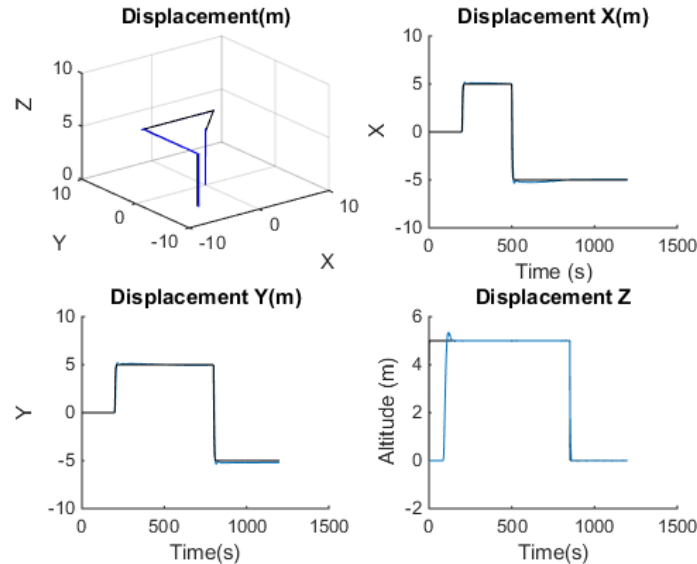 Displacement(m)
10
Z
5
0
10
0
-10
Y
-10
0
10
X
Displacement X(m)
10
5
X
0
-5
-10
0
500
1000
1500
Time (s)
Displacement Y(m)
10
5
Y
0
-5
-10
0
500
1000
1500
Time(s)
Displacement Z
6
4
Altitude (m)
2
0
-2
0
500
1000
1500
Time(s)